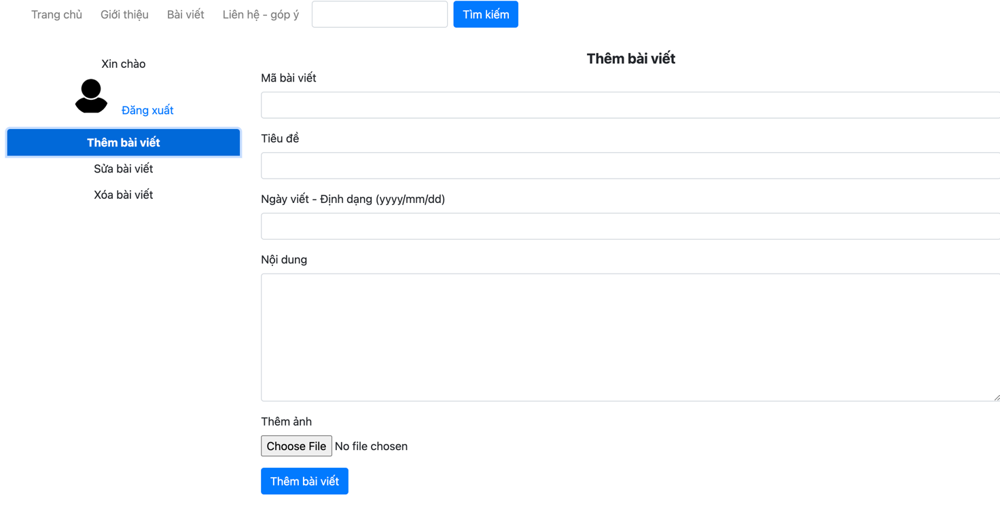 Trang chủ Giới thiệu Bài viết Liên hệ - góp ý Tìm kiếm
Xin chào
Đăng xuất
Thêm bài viết
Sửa bài viết
Xóa bài viết
Thêm bài viết
Mã bài viết
Tiêu đề
Ngày viết - Định dạng (yyyy/mm/dd)
Nội dung
Thêm ảnh
Choose File No file chosen
Thêm bài viết